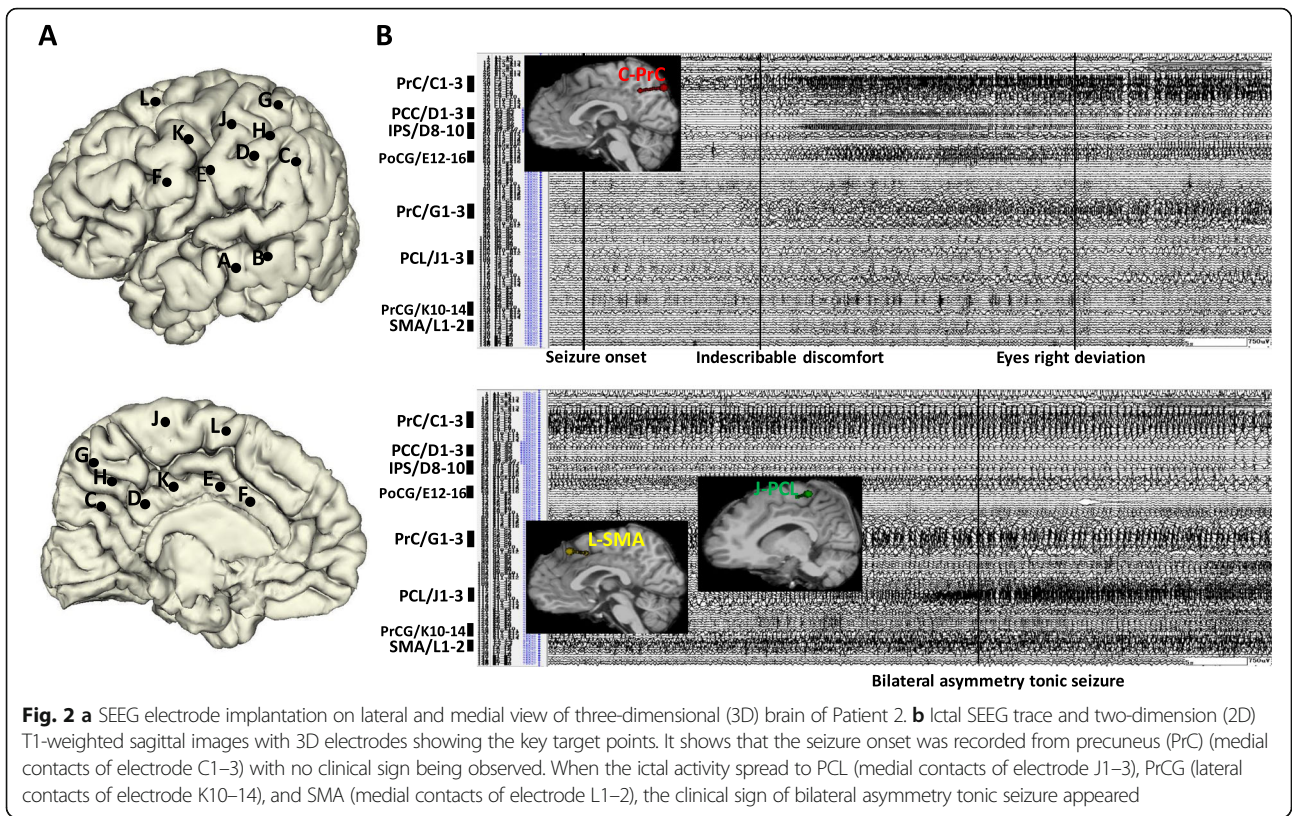 A
B
L
G
J
K
H
D
C
E
F
A
B
J
L
G
H
K
E
C
D
F
PrC/C1-3
PCC/D1-3
IPS/D8-10
PoCG/E12-16
PrC/G1-3
PCL/J1-3
PrCG/K10-14
SMA/L1-2
C-PrC
750uV
Seizure onset
Indescribable discomfort
Eyes right deviation
PrC/C1-3
PCC/D1-3
IPS/D8-10
PoCG/E12-16
PrC/G1-3
PCL/J1-3
PrCG/K10-14
SMA/L1-2
J-PCL
L-SMA
750uV
Bilateral asymmetry tonic seizure
Fig. 2 a SEEG electrode implantation on lateral and medial view of three-dimensional (3D) brain of Patient 2. b Ictal SEEG trace and two-dimension (2D)
T1-weighted sagittal images with 3D electrodes showing the key target points. It shows that the seizure onset was recorded from precuneus (PrC) (medial
contacts of electrode C1–3) with no clinical sign being observed. When the ictal activity spread to PCL (medial contacts of electrode J1–3), PrCG (lateral
contacts of electrode K10–14), and SMA (medial contacts of electrode L1–2), the clinical sign of bilateral asymmetry tonic seizure appeared